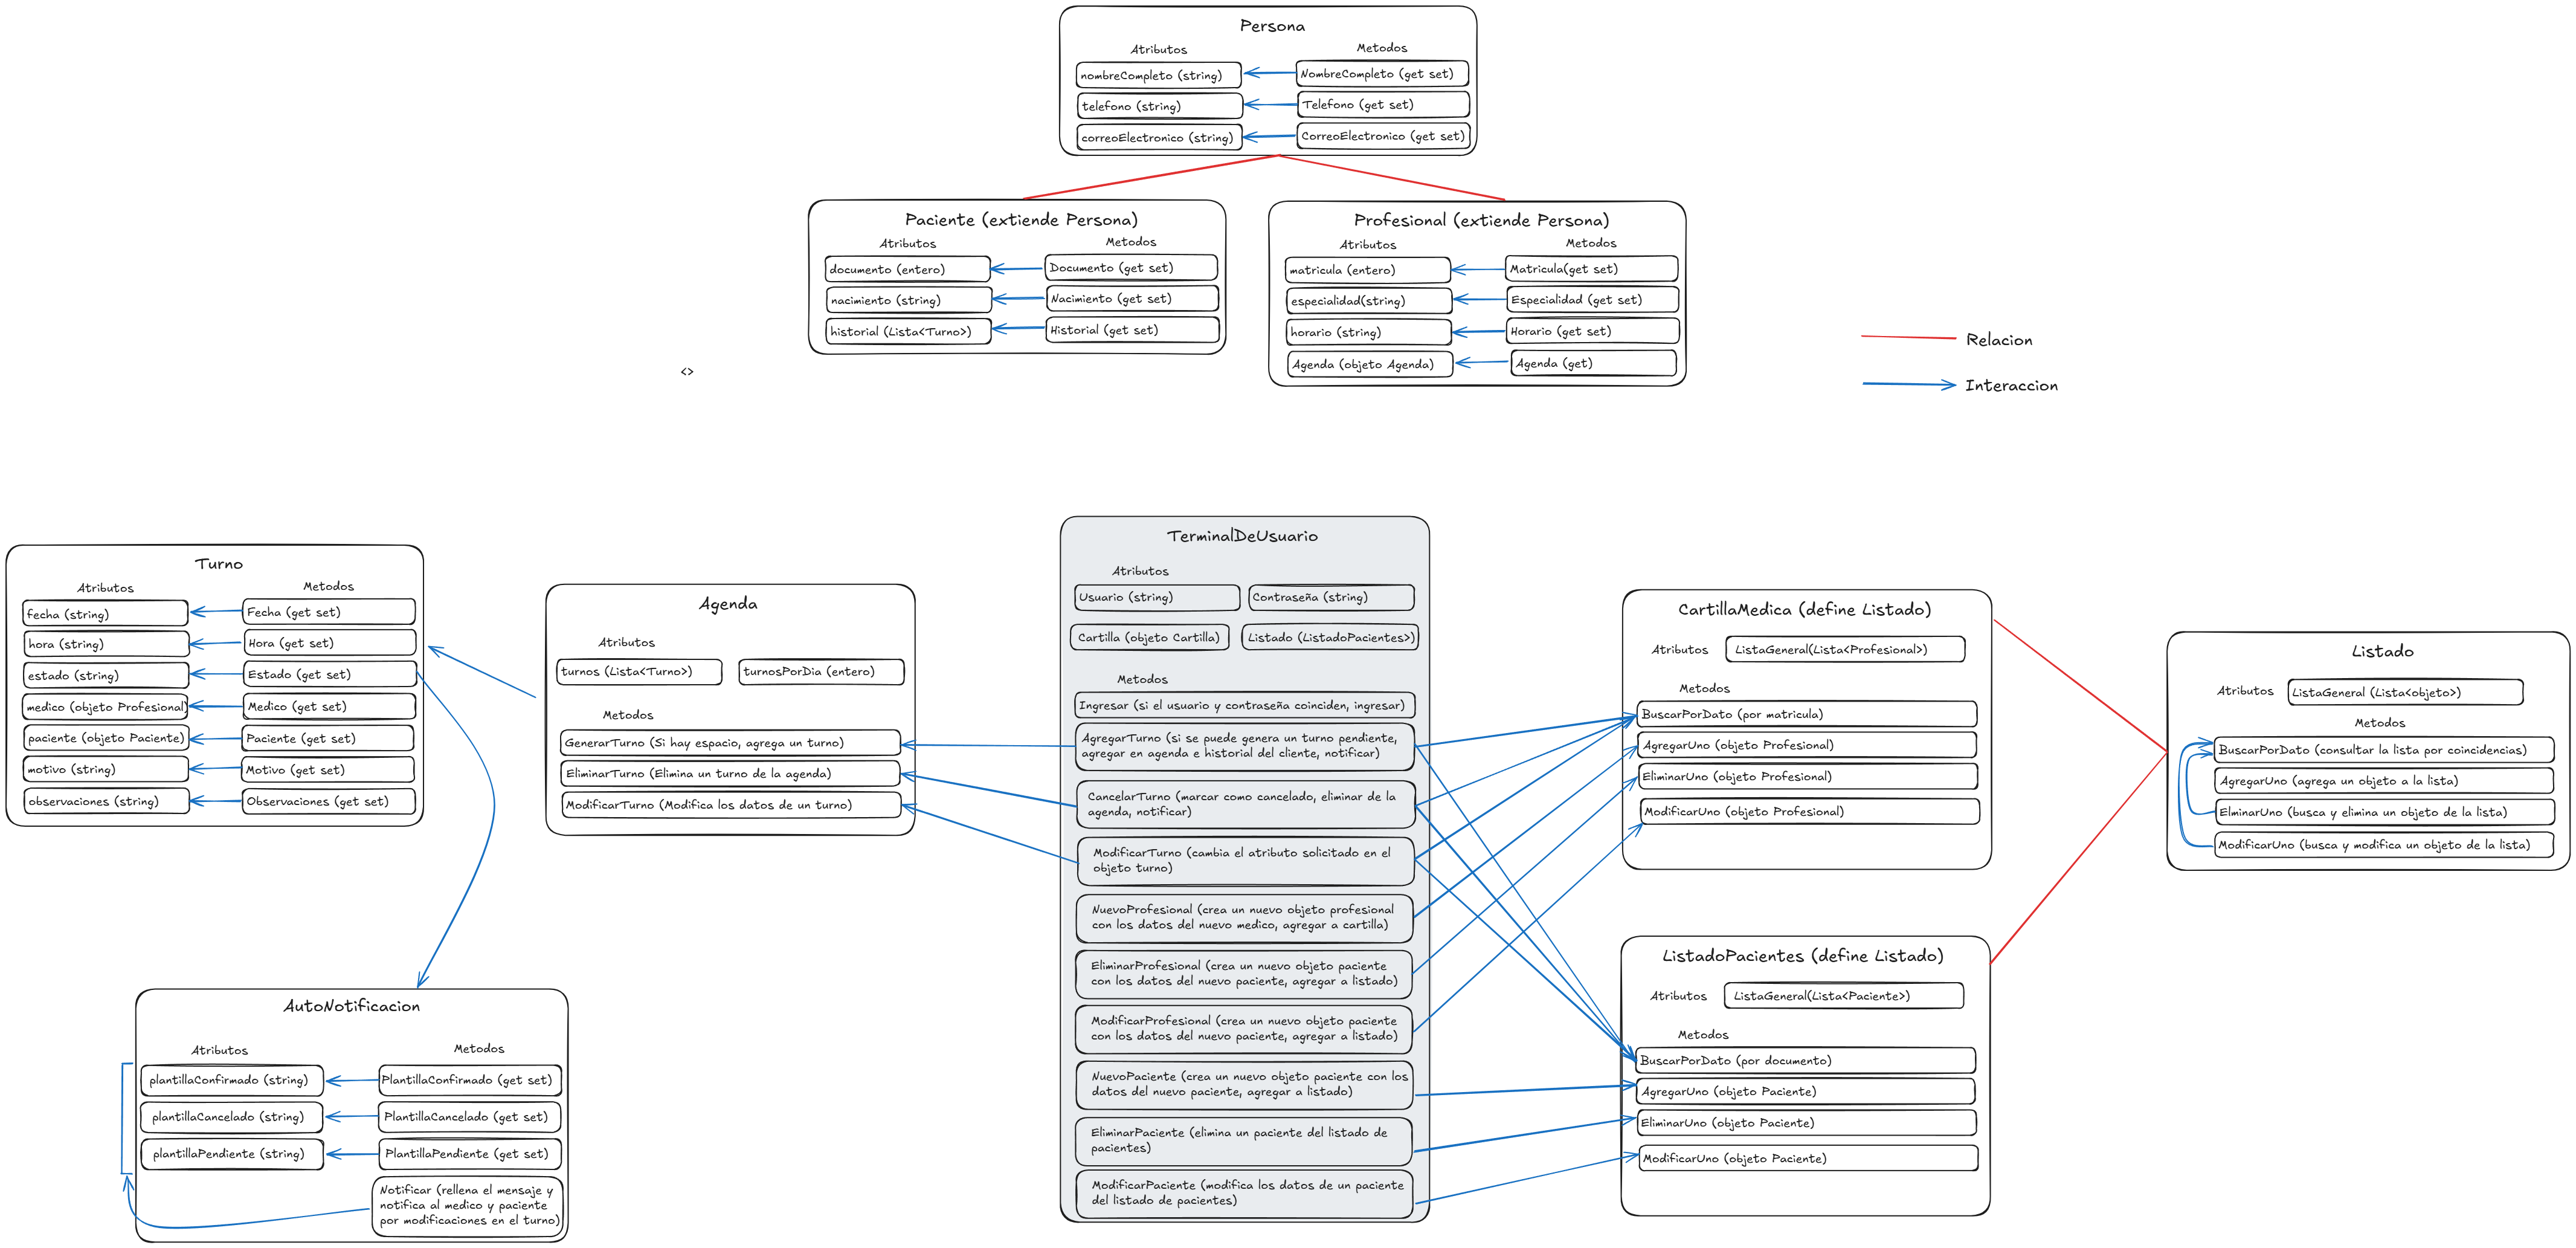 Persona
Atributos
Metodos
nombreCompleto (string)
NombreCompleto (get set)
telefono (string)
Telefono (get set)
correoElectronico (string)
CorreoElectronico (get set)
Paciente (extiende Persona)
Atributos
Metodos
documento (entero)
Documento (get set)
nacimiento (string)
Nacimiento (get set)
historial (Lista<Turno>)
Historial (get set)
Profesional (extiende Persona)
Atributos
Metodos
matricula (entero)
Matricula(get set)
especialidad(string)
Especialidad (get set)
horario (string)
Horario (get set)
Agenda (objeto Agenda)
Agenda (get)
Relacion
Interaccion
<>
Turno
Atributos
Metodos
fecha (string)
Fecha (get set)
hora (string)
Hora (get set)
estado (string)
Estado (get set)
medico (objeto Profesional)
Medico (get set)
paciente (objeto Paciente)
Paciente (get set)
motivo (string)
Motivo (get set)
observaciones (string)
Observaciones (get set)
Agenda
Atributos
turnos (Lista<Turno>)
turnosPorDia (entero)
Metodos
GenerarTurno (Si hay espacio, agrega un turno)
EliminarTurno (Elimina un turno de la agenda)
ModificarTurno (Modifica los datos de un turno)
TerminalDeUsuario
Atributos
Usuario (string)
Contraseña (string)
Cartilla (objeto Cartilla)
Listado (ListadoPacientes>)
Metodos
Ingresar (si el usuario y contraseña coinciden, ingresar)
AgregarTurno (si se puede genera un turno pendiente,
agregar en agenda e historial del cliente, notificar)
CancelarTurno (marcar como cancelado, eliminar de la
agenda, notificar)
ModificarTurno (cambia el atributo solicitado en el
objeto turno)
NuevoProfesional (crea un nuevo objeto profesional
con los datos del nuevo medico, agregar a cartilla)
EliminarProfesional (crea un nuevo objeto paciente
con los datos del nuevo paciente, agregar a listado)
ModificarProfesional (crea un nuevo objeto paciente
con los datos del nuevo paciente, agregar a listado)
NuevoPaciente (crea un nuevo objeto paciente con los
datos del nuevo paciente, agregar a listado)
EliminarPaciente (elimina un paciente del listado de
pacientes)
ModificarPaciente (modifica los datos de un paciente
del listado de pacientes)
CartillaMedica (define Listado)
Atributos
ListaGeneral(Lista<Profesional>)
Metodos
BuscarPorDato (por matricula)
AgregarUno (objeto Profesional)
EliminarUno (objeto Profesional)
ModificarUno (objeto Profesional)
Listado
Atributos
ListaGeneral (Lista<objeto>)
Metodos
BuscarPorDato (consultar la lista por coincidencias)
AgregarUno (agrega un objeto a la lista)
ElminarUno (busca y elimina un objeto de la lista)
ModificarUno (busca y modifica un objeto de la lista)
ListadoPacientes (define Listado)
Atributos
ListaGeneral(Lista<Paciente>)
Metodos
BuscarPorDato (por documento)
AgregarUno (objeto Paciente)
EliminarUno (objeto Paciente)
ModificarUno (objeto Paciente)
AutoNotificacion
Atributos
Metodos
plantillaConfirmado (string)
PlantillaConfirmado (get set)
plantillaCancelado (string)
PlantillaCancelado (get set)
plantillaPendiente (string)
PlantillaPendiente (get set)
Notificar (rellena el mensaje y
notifica al medico y paciente
por modificaciones en el turno)